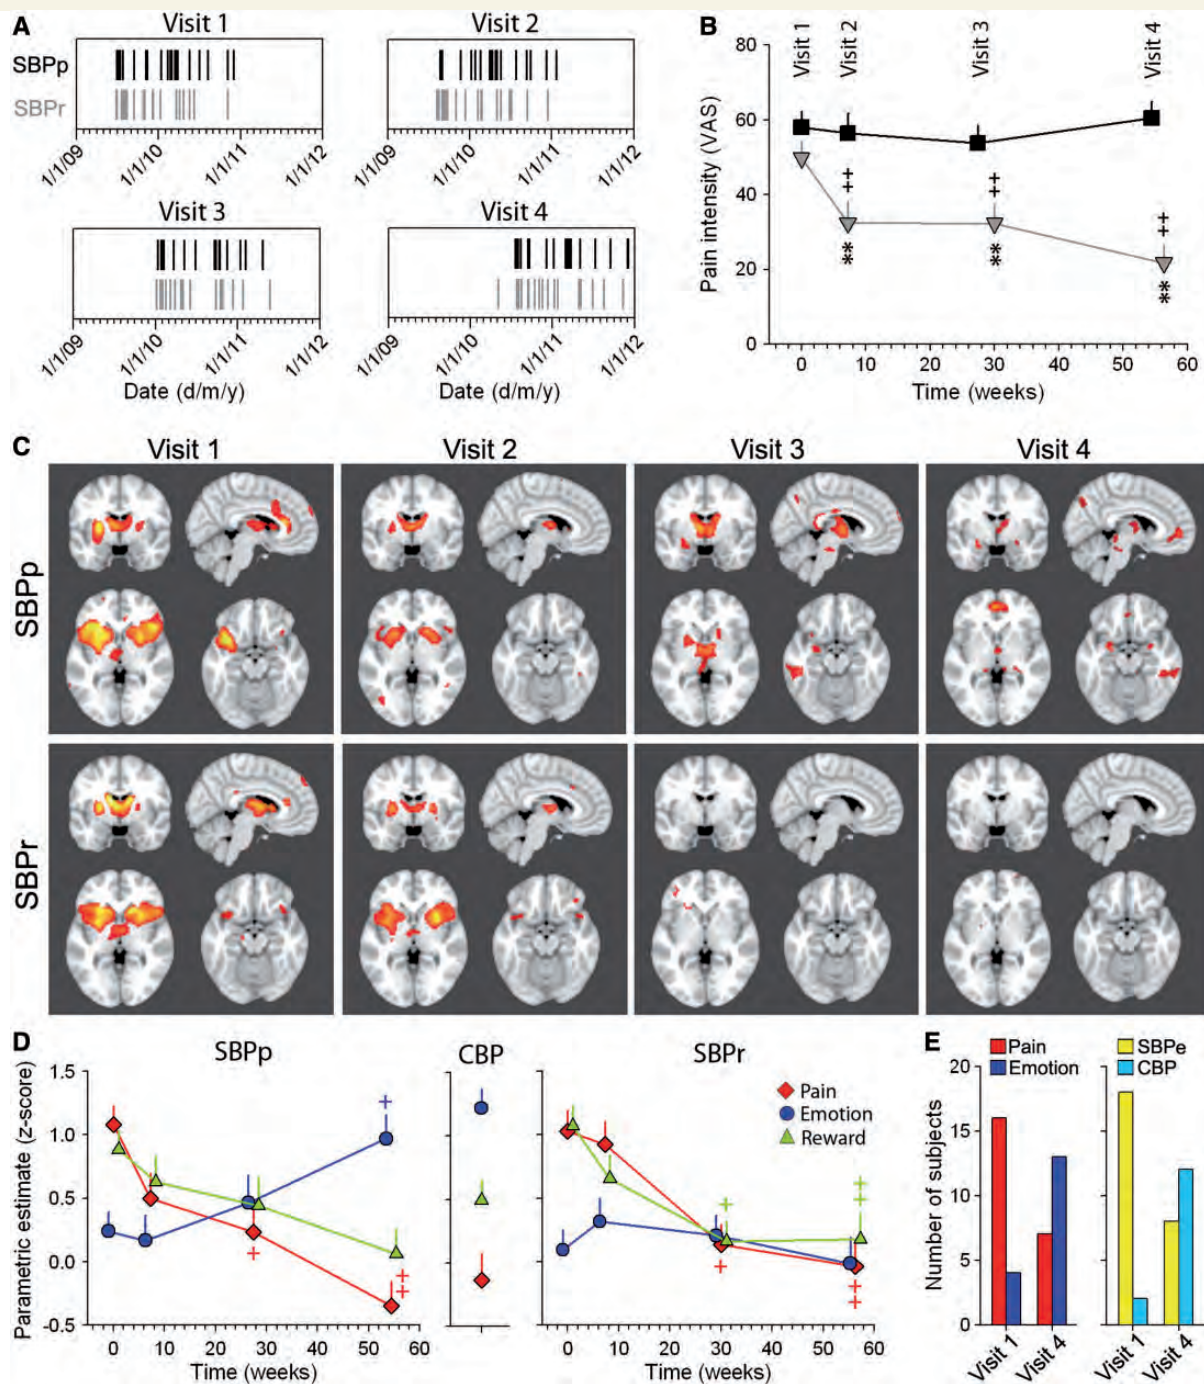 A
Visit 1
Visit 2
SBPp
SBPr
1/1/09
1/1/10
1/1/11
1/1/12
1/1/09
1/1/10
1/1/11
1/1/12
Visit 3
Visit 4
1/1/09
1/1/10
1/1/11
1/1/12
1/1/09
1/1/10
1/1/11
1/1/12
Date (d/m/y)
Date (d/m/y)
B
Visit 1
Visit 2
Visit 3
Visit 4
Pain intensity (VAS)
80
60
40
20
0
++
**
++
**
++
**
0 10 20 30 40 50 60
Time (weeks)
C
Visit 1
Visit 2
Visit 3
Visit 4
SBPp
SBPr
D
SBPp
CBP
SBPr
Parametric estimate (z-score)
1.5
1.0
0.5
0.0
-0.5
+
+
++
Pain
Emotion
Reward
+
+
++
++
0 10 20 30 40 50 60
Time (weeks)
0 10 20 30 40 50 60
Time (weeks)
E
Pain
Emotion
SBPe
CBP
Number of subjects
20
15
10
5
0
Visit 1
Visit 4
Visit 1
Visit 4